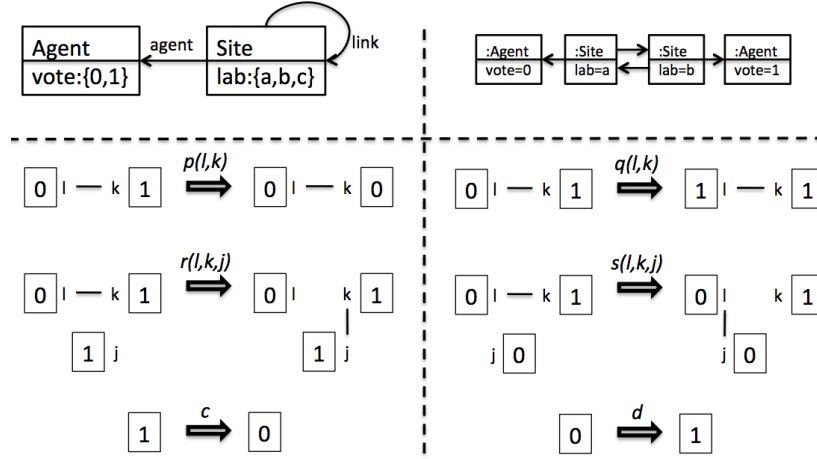 Agent
vote:{0,1}
agent
Site
lab:{a,b,c}
link
:Agent
vote=0
:Site
lab=a
:Site
lab=b
:Agent
vote=1
p(l,k)
0 l k 1 0 l k 0
q(l,k)
0 l k 1 1 l k 1
r(l,k,j)
0 l k 1 0 l k 1
1 j 1 j
s(l,k,j)
0 l k 1 0 l k 1
j 0 j 0
c
1 0
d
0 1